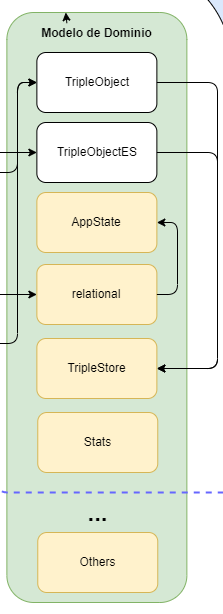 Modelo de Dominio
TripleObject
TripleObjectES
AppState
relational
TripleStore
Stats
...
Others